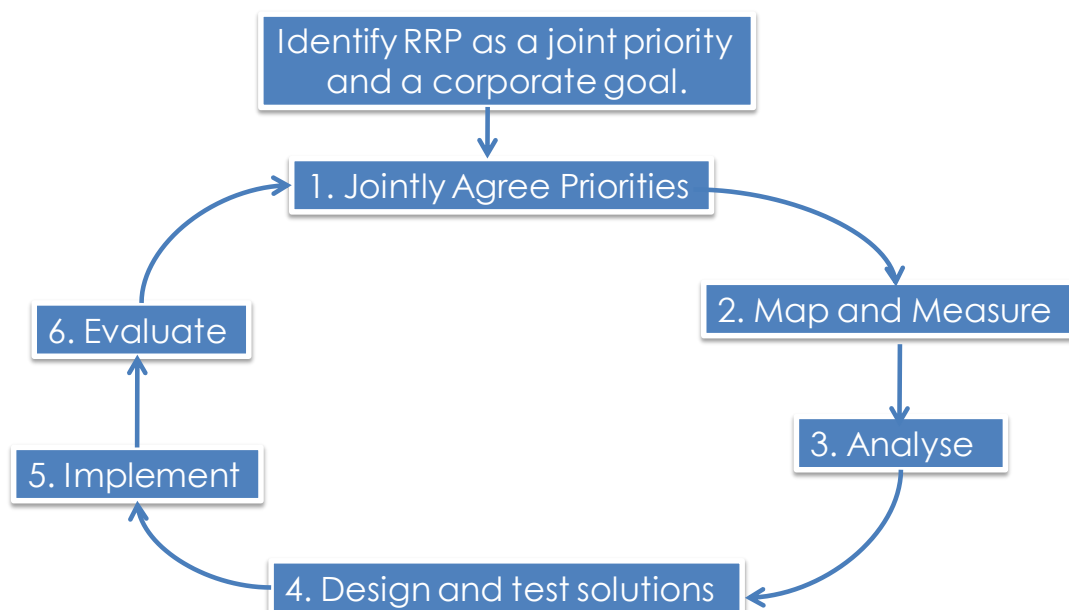 Identify RRP as a joint priority
and a corporate goal.
1. Jointly Agree Priorities
2. Map and Measure
3. Analyse
4. Design and test solutions
5. Implement
6. Evaluate